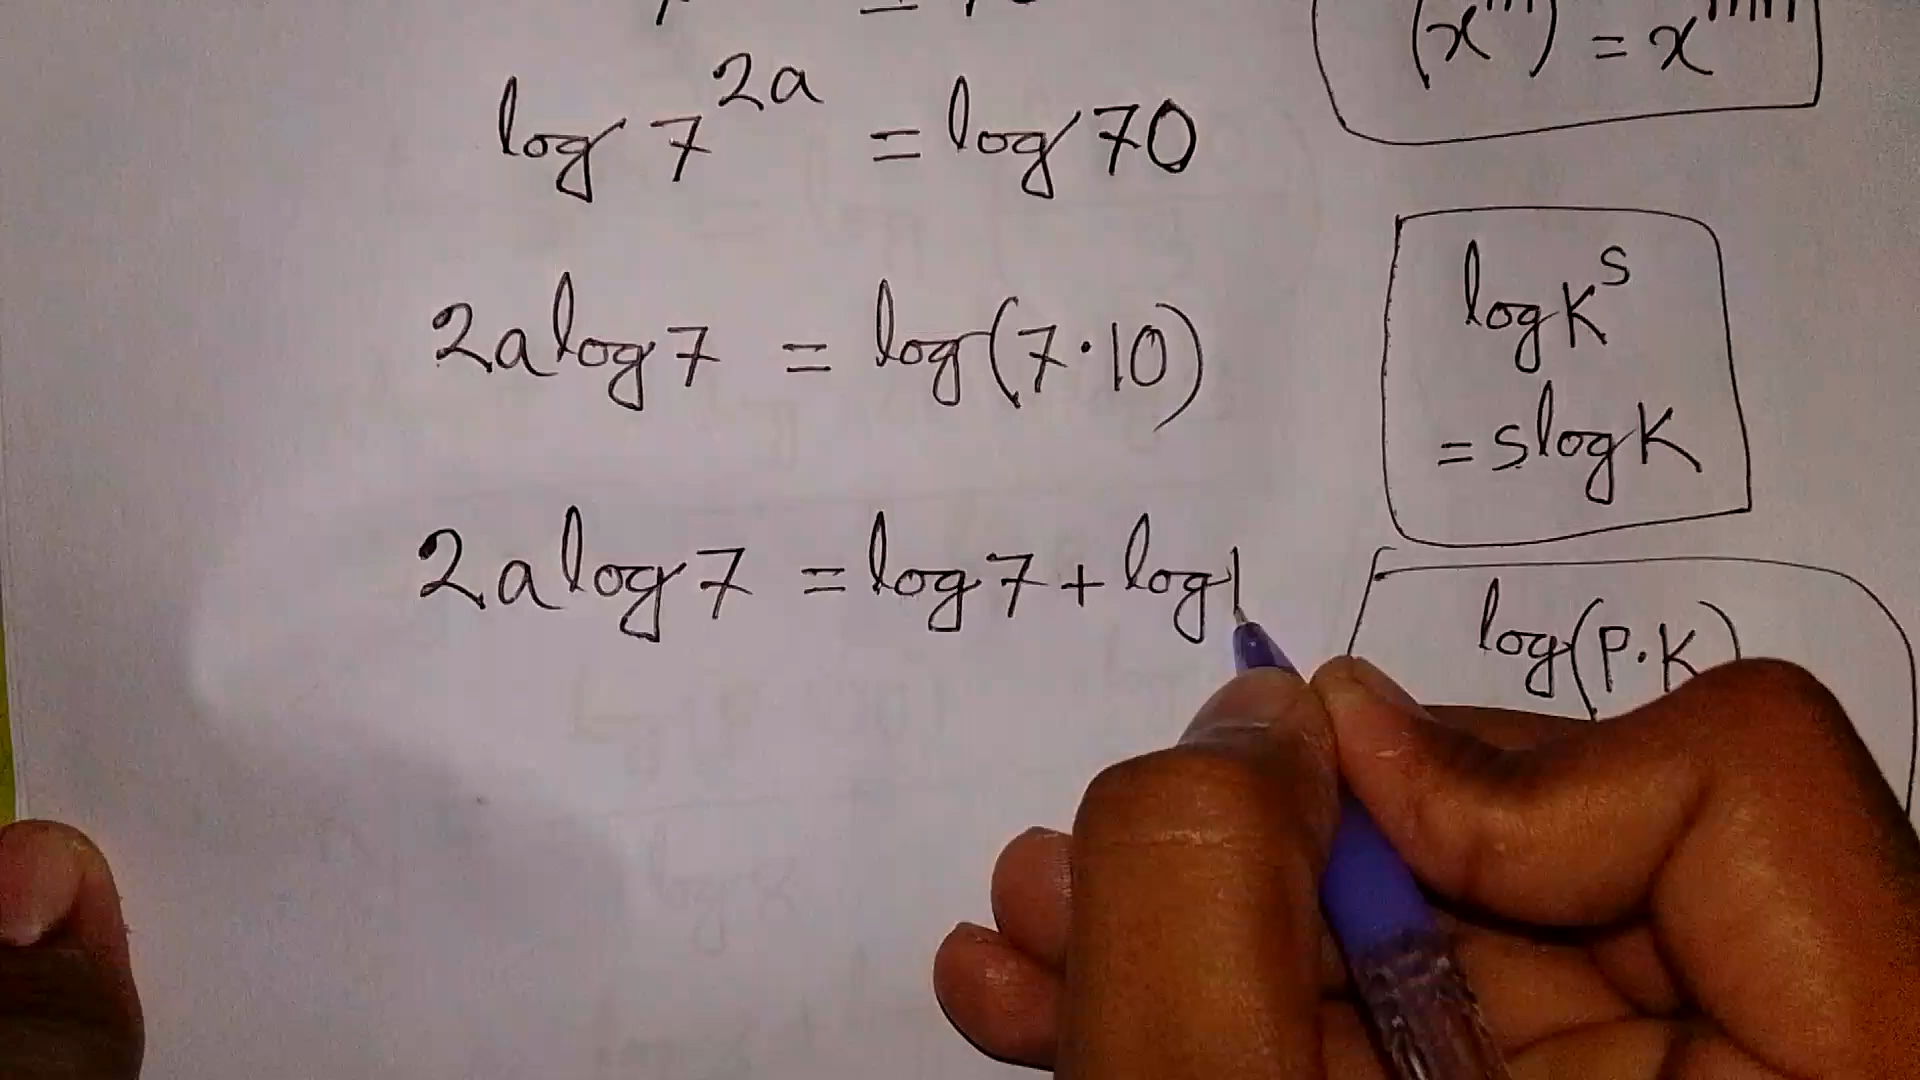 log 7^2a = log 70
2a log 7 = log(7·10)
2a log 7 = log 7 + log 1
= x
log K^s
= s log K
log(P·K)